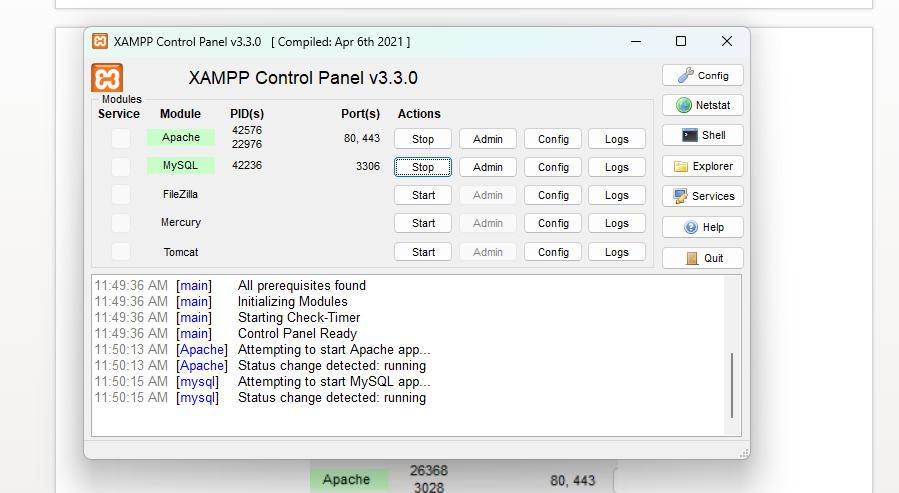 XAMPP Control Panel v3.3.0 [ Compiled: Apr 6th 2021 ]
XAMPP Control Panel v3.3.0
Config
Modules
Service Module PID(s) Port(s) Actions
Netstat
Apache 42576 22976 80, 443 Stop Admin Config Logs
Shell
MySQL 42236 3306 Stop Admin Config Logs
Explorer
FileZilla Start Admin Config Logs
Services
Mercury Start Admin Config Logs
Help
Tomcat Start Admin Config Logs
Quit
11:49:36 AM [main] All prerequisites found
11:49:36 AM [main] Initializing Modules
11:49:36 AM [main] Starting Check-Timer
11:49:36 AM [main] Control Panel Ready
11:50:13 AM [Apache] Attempting to start Apache app...
11:50:13 AM [Apache] Status change detected: running
11:50:15 AM [mysql] Attempting to start MySQL app...
11:50:15 AM [mysql] Status change detected: running
Apache 26368 3028 80, 443